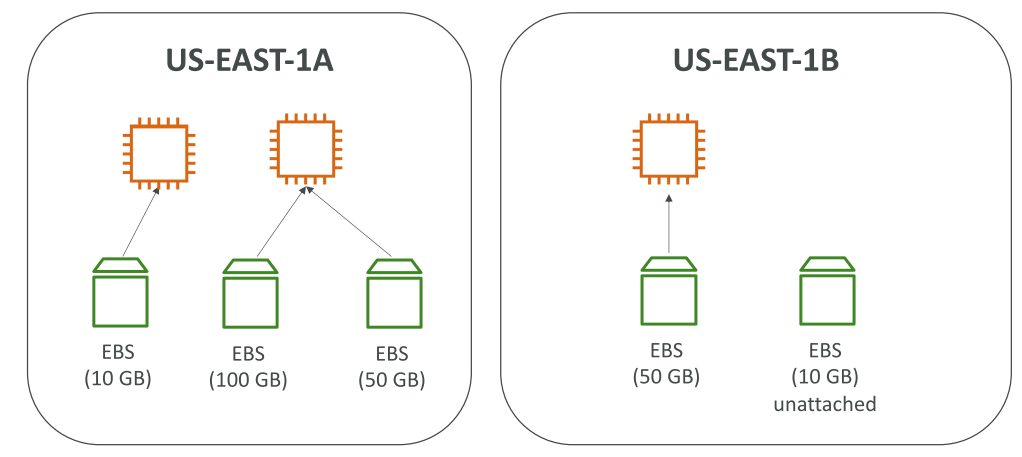 US-EAST-1A
EBS
(10 GB)
EBS
(100 GB)
EBS
(50 GB)
US-EAST-1B
EBS
(50 GB)
EBS
(10 GB)
unattached